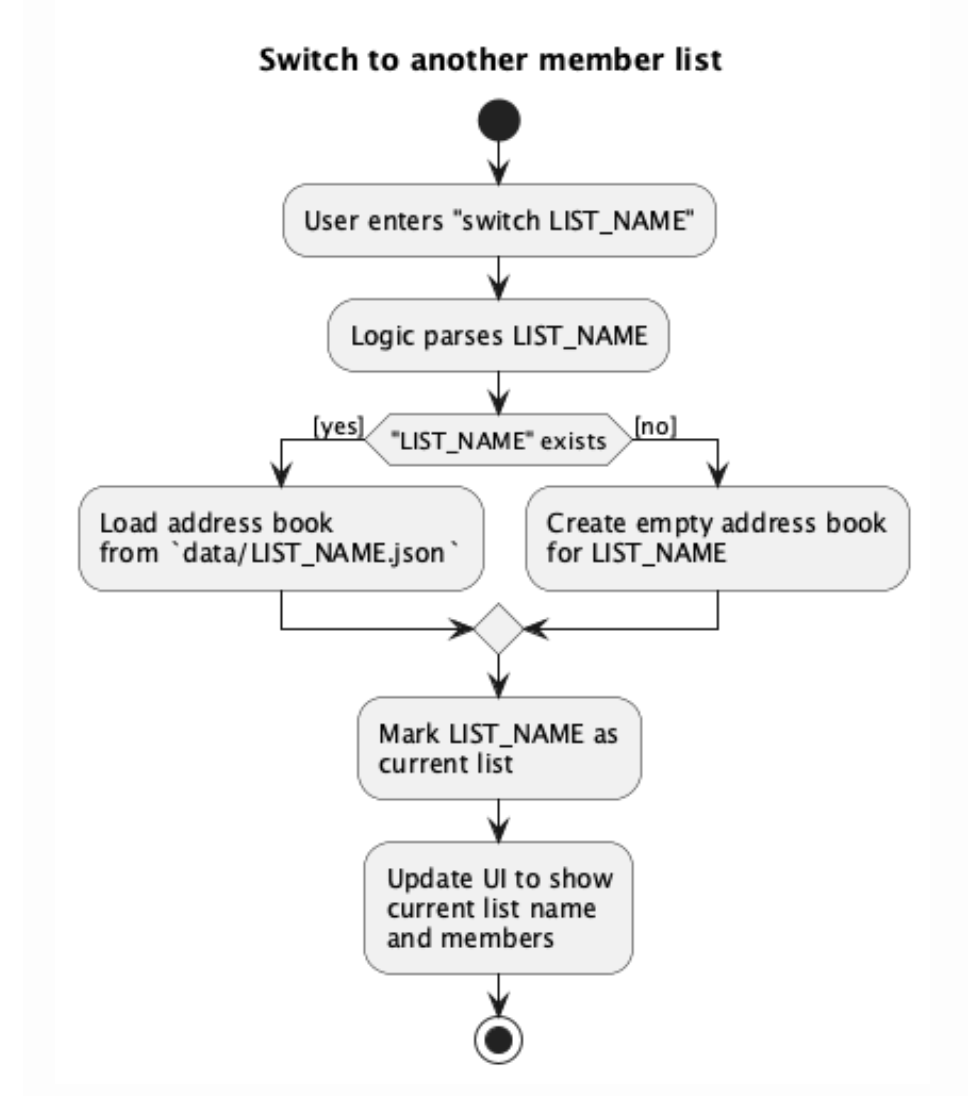 Switch to another member list
User enters "switch LIST_NAME"
Logic parses LIST_NAME
[yes]
"LIST_NAME" exists
[no]
Load address book
from `data/LIST_NAME.json`
Create empty address book
for LIST_NAME
Mark LIST_NAME as
current list
Update UI to show
current list name
and members